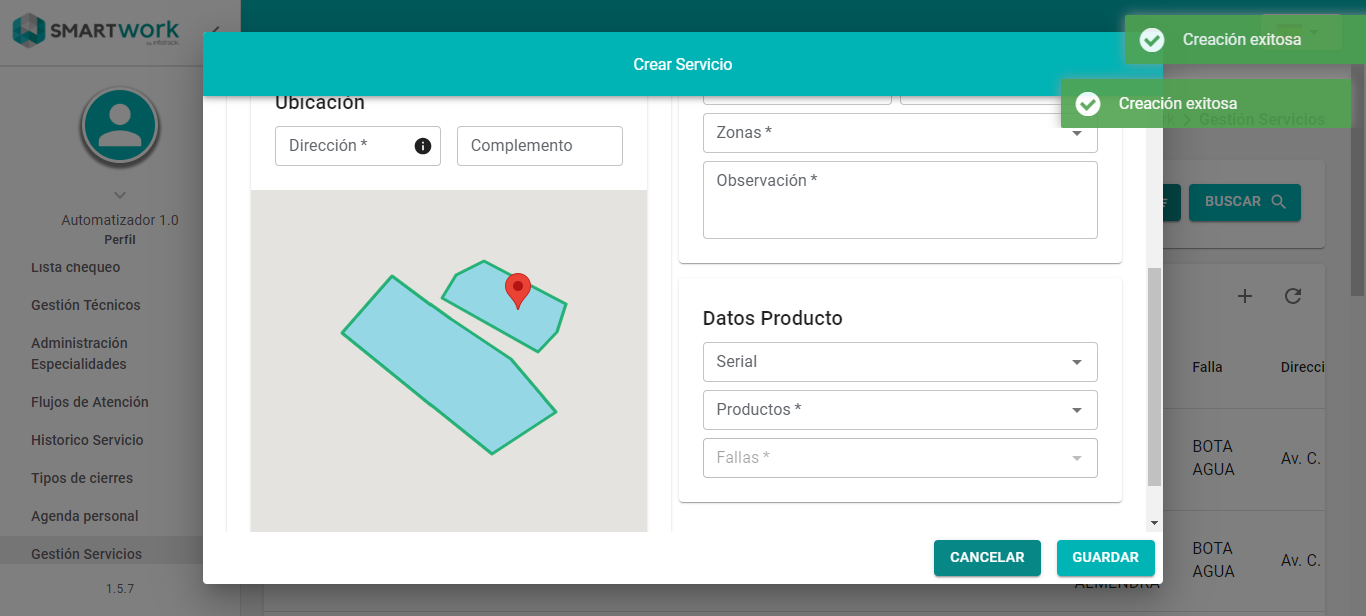 SMARTWORK
by infotrack
Automatizador 1.0
Perfil
Lista chequeo
Gestión Técnicos
Administración
Especialidades
Flujos de Atención
Historico Servicio
Tipos de cierres
Agenda personal
Gestión Servicios
1.5.7
Crear Servicio
Creación exitosa
Creación exitosa
Ubicación
Dirección *
Complemento
Zonas *
Observación *
Datos Producto
Serial
Productos *
Fallas *
CANCELAR
GUARDAR
Gestión Servicios
BUSCAR
Falla
Direcci
BOTA
AGUA
Av. C.
BOTA
AGUA
Av. C.
ALMENDRA